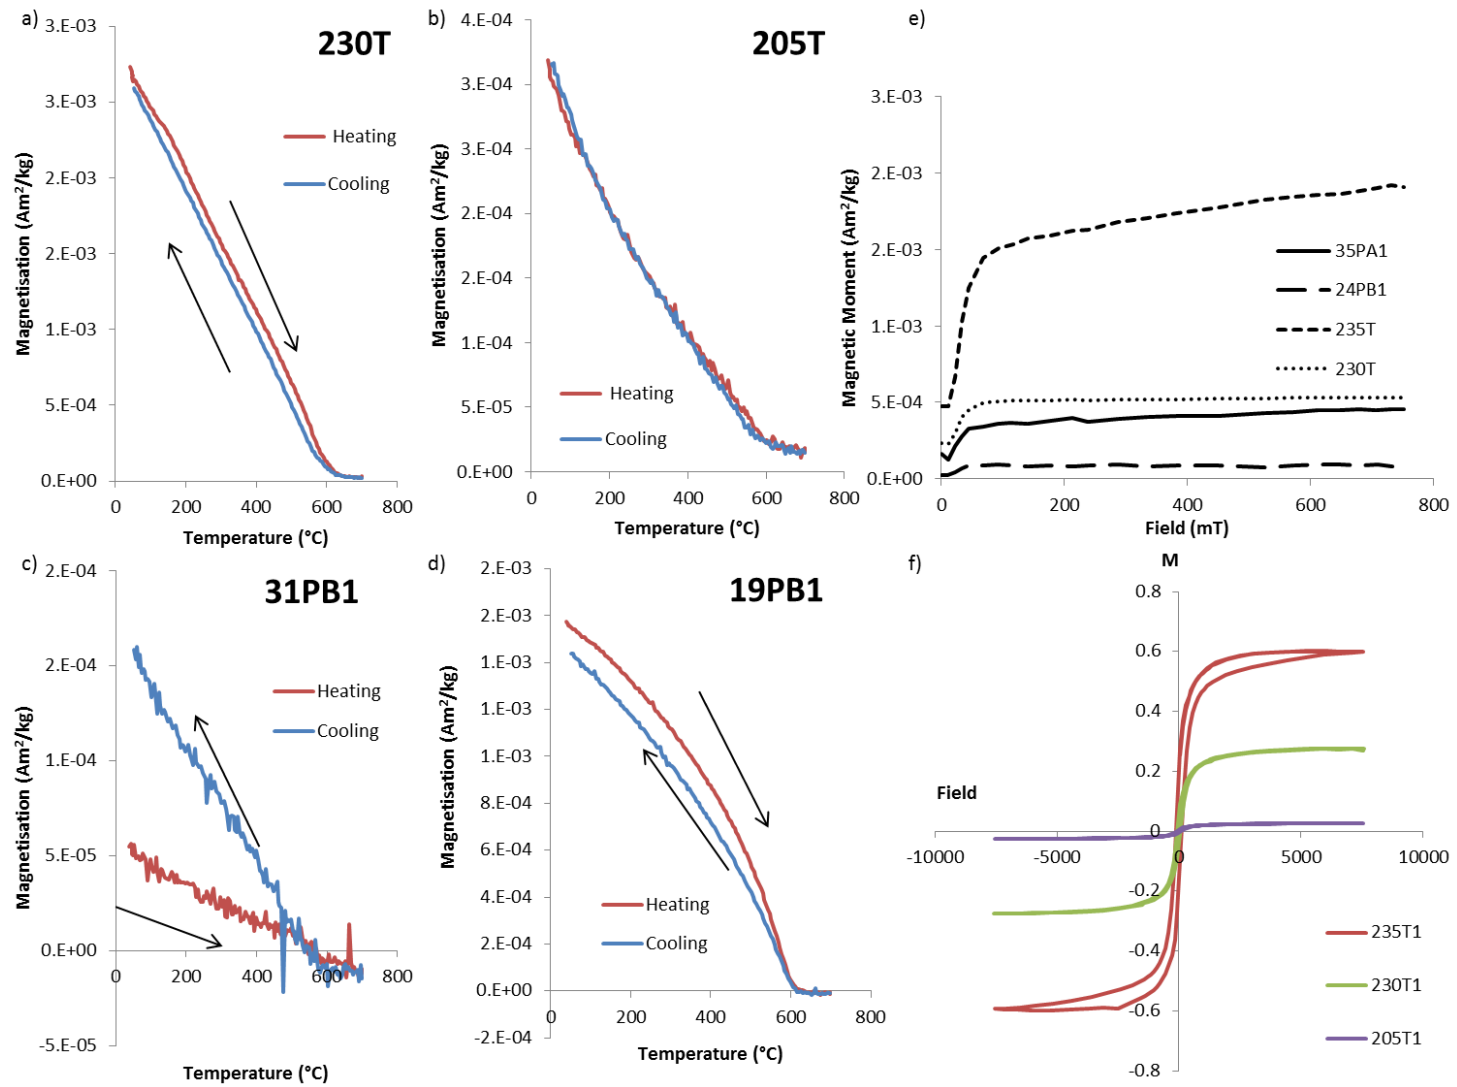 a)
230T
3.E-03
3.E-03
2.E-03
2.E-03
1.E-03
5.E-04
0.E+00
0 200 400 600 800
Magnetisation (Am²/kg)
Temperature (°C)
Heating
Cooling
b)
205T
4.E-04
3.E-04
3.E-04
2.E-04
2.E-04
1.E-04
5.E-05
0.E+00
0 200 400 600 800
Magnetisation (Am²/kg)
Temperature (°C)
Heating
Cooling
e)
3.E-03
2.E-03
2.E-03
1.E-03
5.E-04
0.E+00
0 200 400 600 800
Magnetic Moment (Am²/kg)
Field (mT)
35PA1
24PB1
235T
230T
c)
31PB1
2.E-04
2.E-04
1.E-04
5.E-05
0.E+00
-5.E-05
0 200 400 600 800
Magnetisation (Am²/kg)
Temperature (°C)
Heating
Cooling
d)
19PB1
2.E-03
2.E-03
1.E-03
1.E-03
1.E-03
8.E-04
6.E-04
4.E-04
2.E-04
0.E+00
-2.E-04
0 200 400 600 800
Magnetisation (Am²/kg)
Temperature (°C)
Heating
Cooling
f)
M
0.8
0.6
0.4
0.2
0
-0.2
-0.4
-0.6
-0.8
Field
-10000 -5000 0 5000 10000
235T1
230T1
205T1